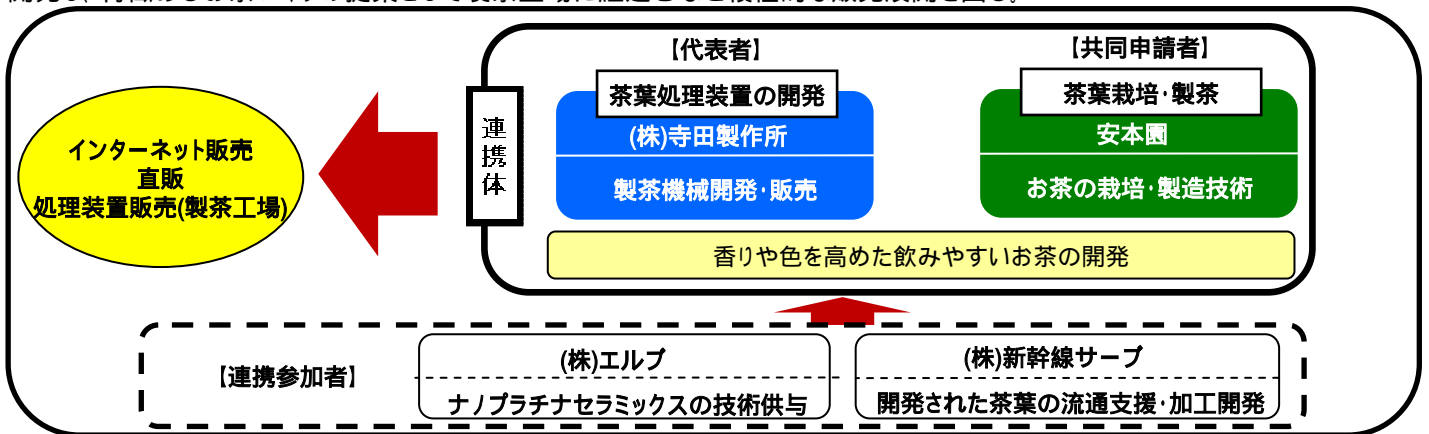 【代表者】
【共同申請者】
茶葉処理装置の開発
茶葉栽培・製茶
(株)寺田製作所
安本園
製茶機械開発・販売
お茶の栽培・製造技術
連携体
香りや色を高めた飲みやすいお茶の開発
インターネット販売
直販
処理装置販売(製茶工場)
【連携参加者】
(株)エルブ
ナノプラチナセラミックスの技術供与
(株)新幹線サーブ
開発された茶葉の流通支援・加工開発